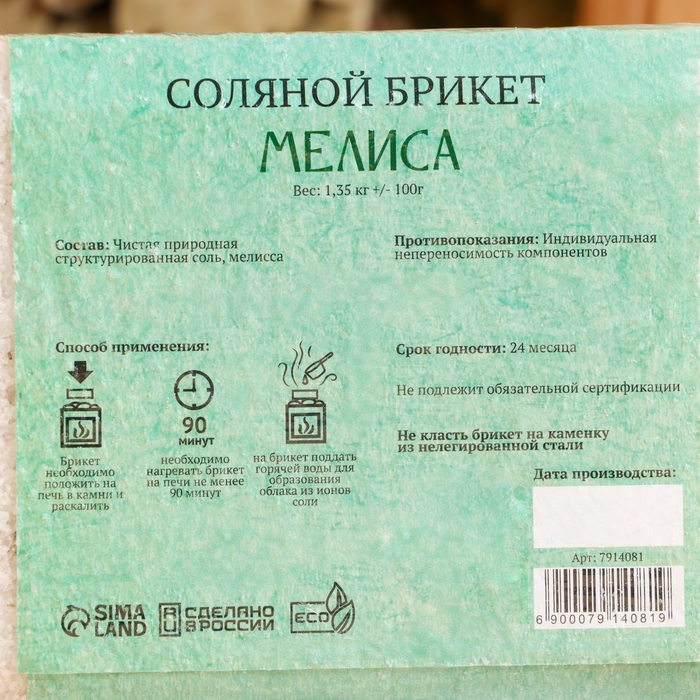 СОЛЯНОЙ БРИКЕТ
МЕЛИСА
Вес: 1,35 кг +/- 100г
Состав: Чистая природная
структурированная соль, мелисса
Противопоказания: Индивидуальная
непереносимость компонентов
Способ применения:
90
минут
Брикет
необходимо
положить на
печь в камни и
раскалить
необходимо
нагревать брикет
на печи не менее
90 минут
на брикет поддать
горячей воды для
образования
облака из ионов
соли
Срок годности: 24 месяца
Не подлежит обязательной сертификации
Не класть брикет на каменку
из нелегированной стали
Дата производства:
Арт: 7914081
6 900079 140819
SIMA
LAND
СДЕЛАНО
В РОССИИ
ECO